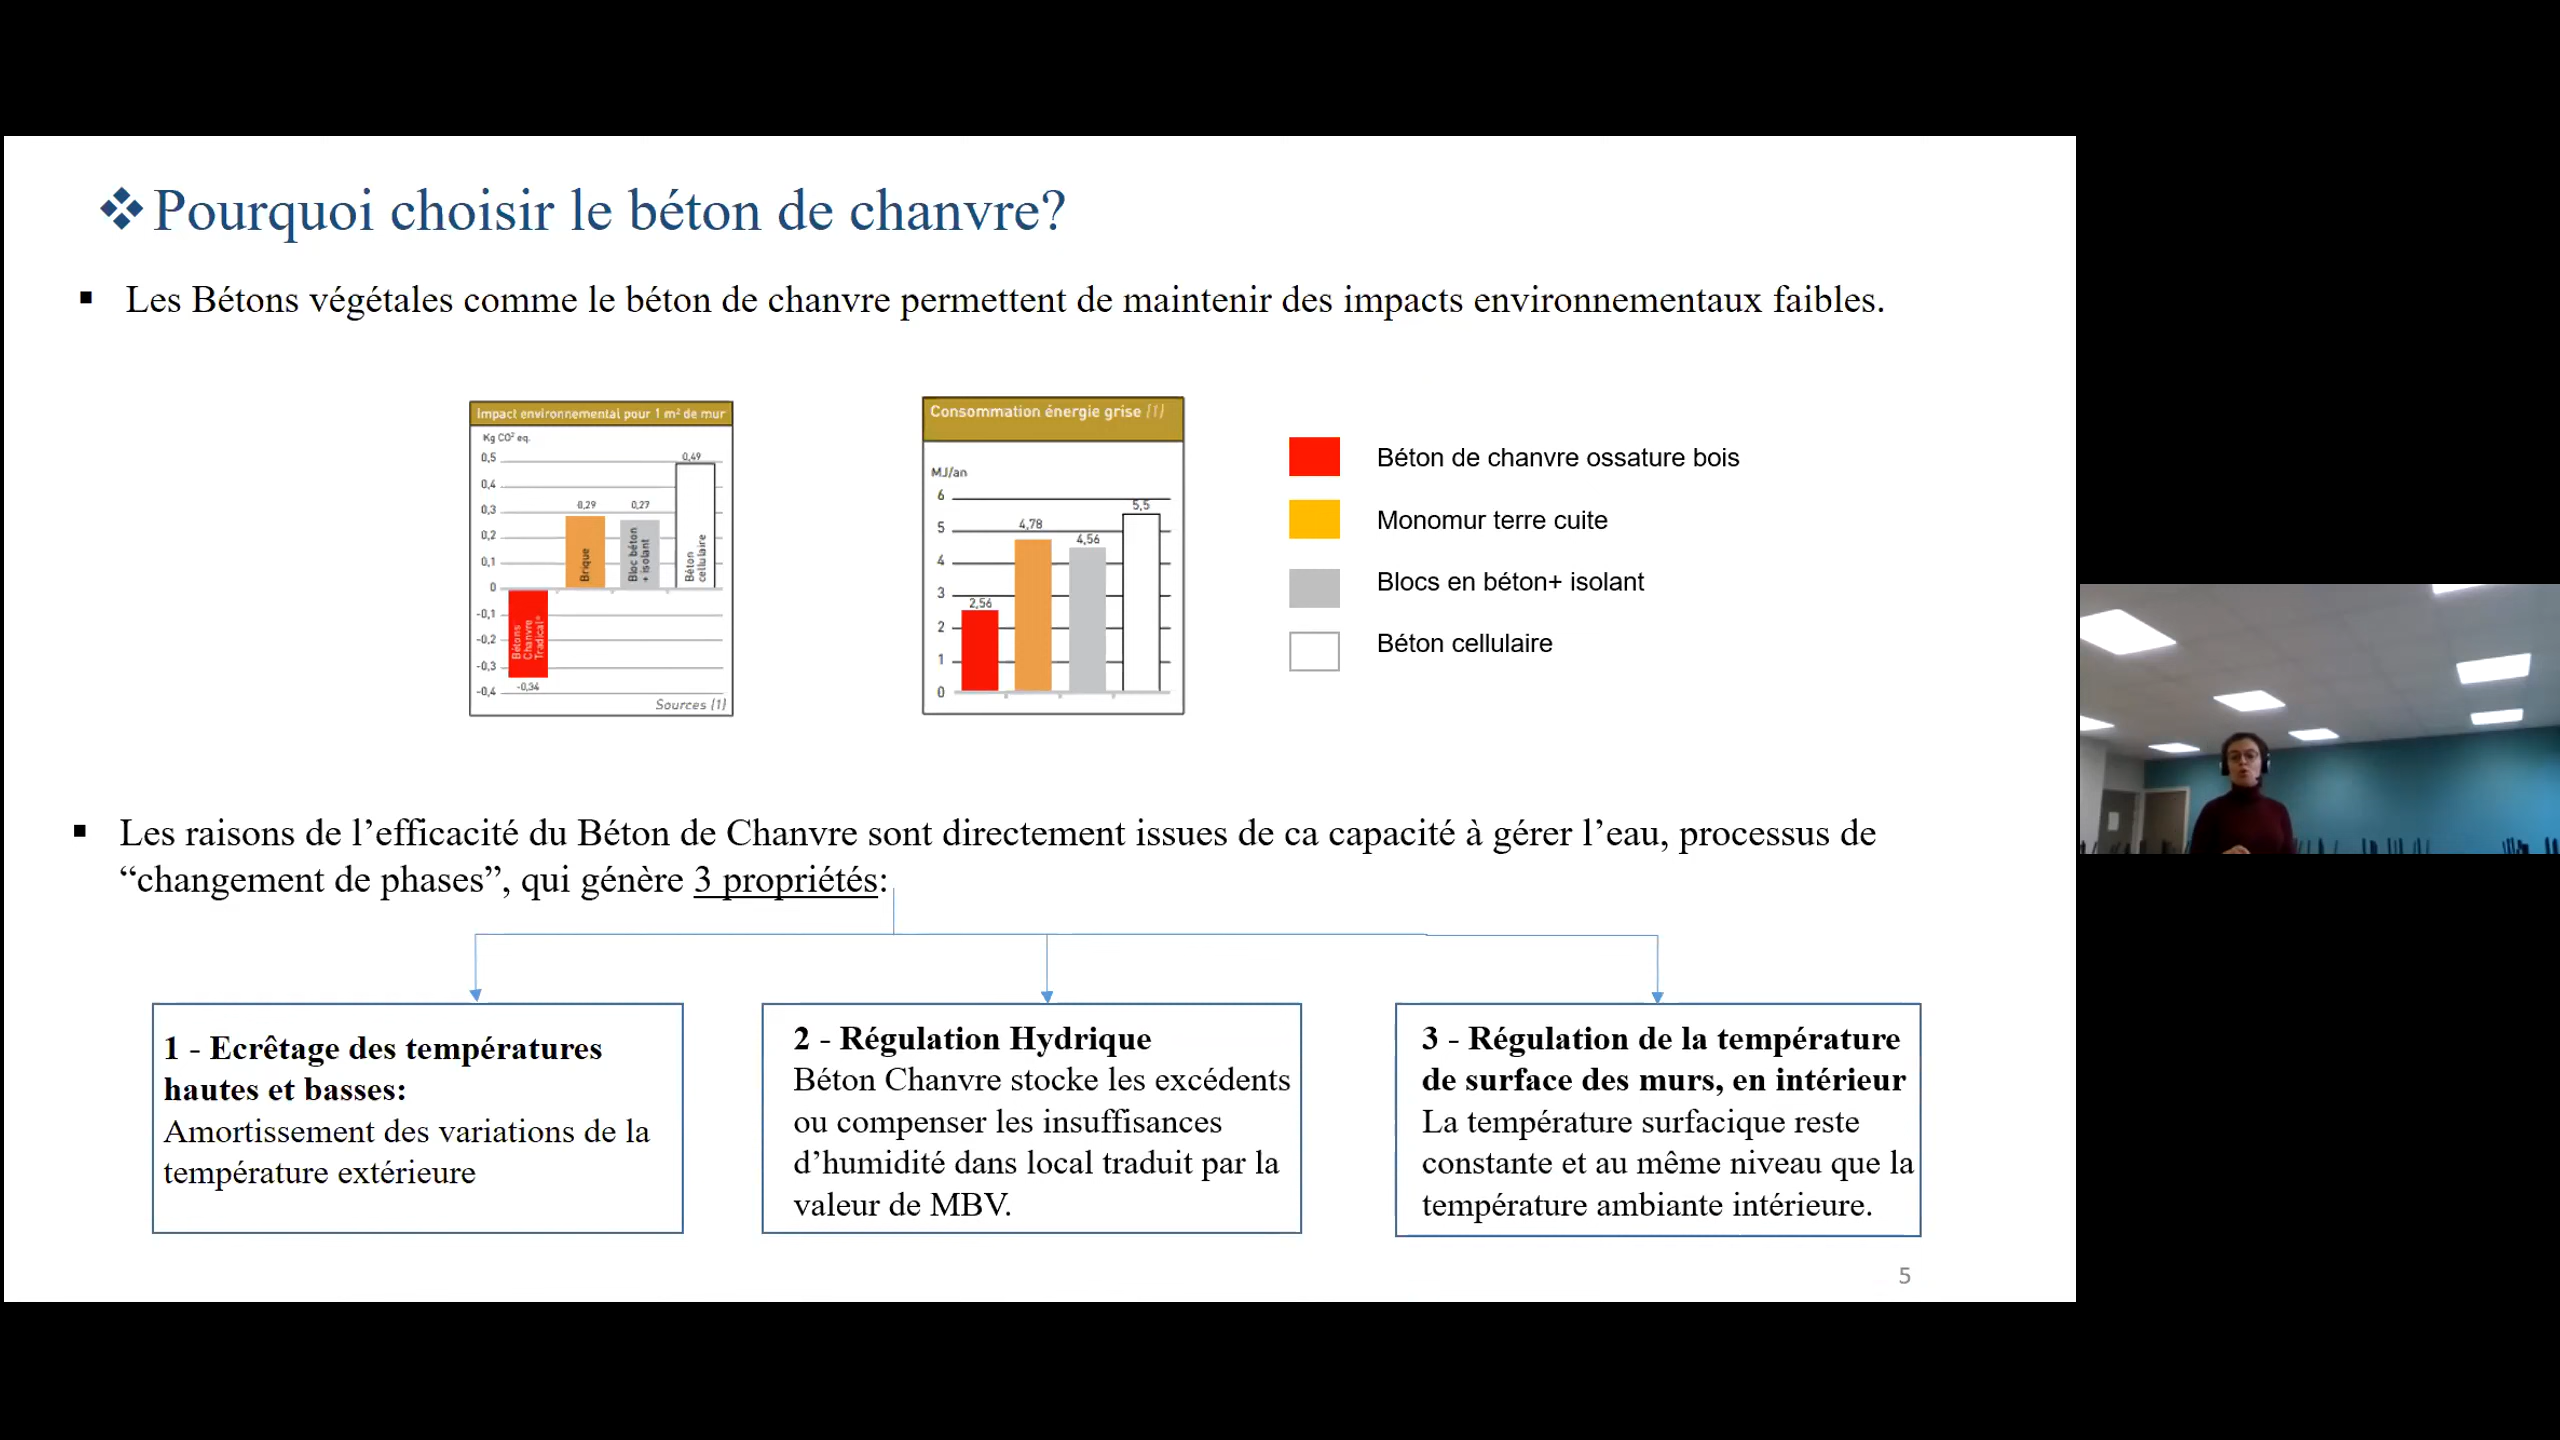 ❖ Pourquoi choisir le béton de chanvre?
▪ Les Bétons végétales comme le béton de chanvre permettent de maintenir des impacts environnementaux faibles.
Impact environnemental pour 1 m² de mur
Kg CO² eq.
0,5
0,4
0,3
0,2
0,1
0
-0,1
-0,2
-0,3
-0,4
0,29
0,27
0,49
-0,34
Bétons
Chanvre
Tradical®
Brique
Bloc béton
+ isolant
Béton
cellulaire
Sources (1)
Consommation énergie grise (1)
MJ/an
6
5
4
3
2
1
0
2,56
4,78
4,56
5,5
Béton de chanvre ossature bois
Monomur terre cuite
Blocs en béton+ isolant
Béton cellulaire
▪ Les raisons de l’efficacité du Béton de Chanvre sont directement issues de ca capacité à gérer l’eau, processus de
“changement de phases”, qui génère 3 propriétés:
1 - Ecrêtage des températures
hautes et basses:
Amortissement des variations de la
température extérieure
2 - Régulation Hydrique
Béton Chanvre stocke les excédents
ou compenser les insuffisances
d’humidité dans local traduit par la
valeur de MBV.
3 - Régulation de la température
de surface des murs, en intérieur
La température surfacique reste
constante et au même niveau que la
température ambiante intérieure.
5